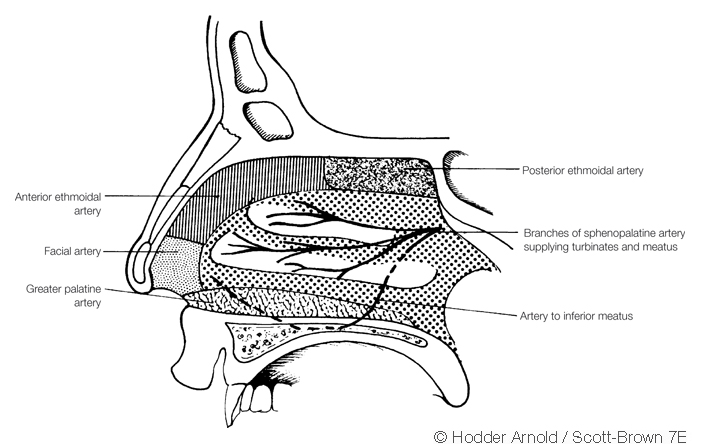 Anterior ethmoidal
artery
Facial artery
Greater palatine
artery
Posterior ethmoidal artery
Branches of sphenopalatine artery
supplying turbinates and meatus
Artery to inferior meatus
© Hodder Arnold / Scott-Brown 7E